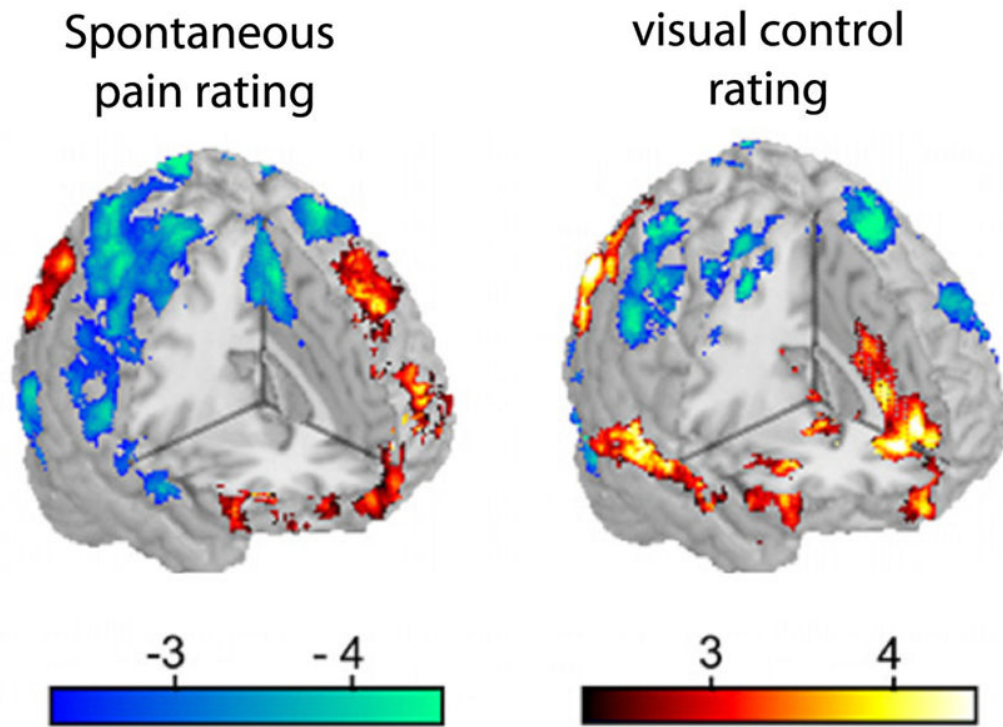 Spontaneous
pain rating
visual control
rating
-3 - 4
3 4